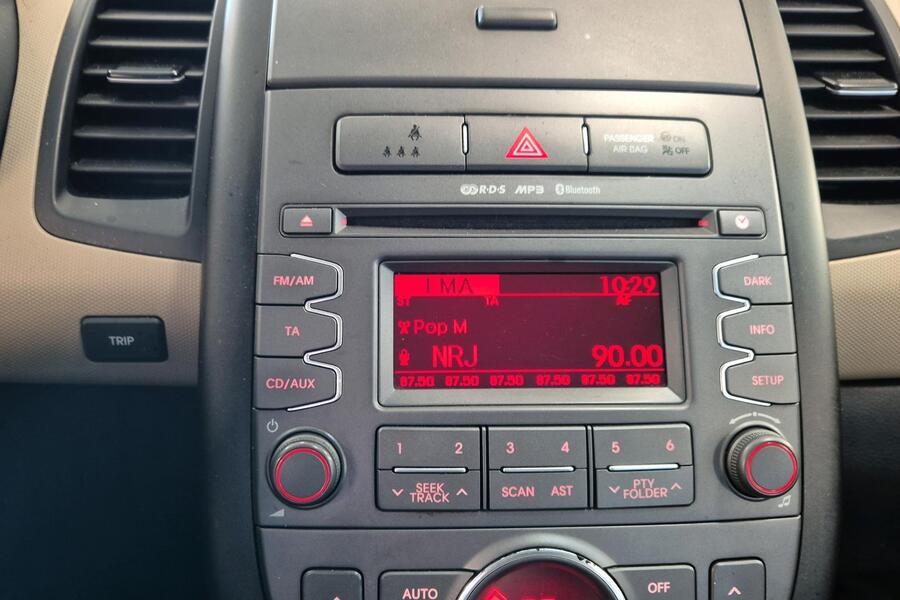 PASSENGER ON
AIR BAG OFF
R·D·S MP3 Bluetooth
FM/AM
TA
CD/AUX
TRIP
10:29
ST TA AF
Pop M
NRJ 90.00
87.50 87.50 87.50 87.50 87.50 87.50
DARK
INFO
SETUP
1 2 3 4 5 6
SEEK
TRACK
SCAN AST
PTY
FOLDER
AUTO
OFF